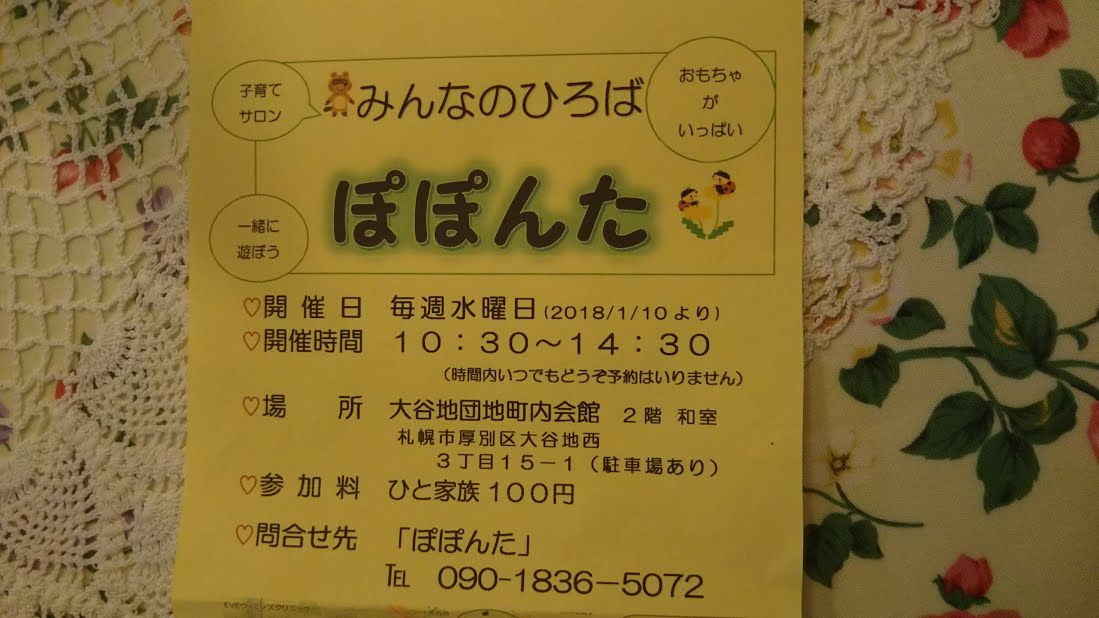 子育て
サロン
みんなのひろば
おもちゃ
が
いっぱい
ぽぽんた
一緒に
遊ぼう
♡開催日 毎週水曜日(2018/1/10より)
♡開催時間 10：30～14：30
（時間内いつでもどうぞ予約はいりません）
♡場所 大谷地団地町内会館 2階 和室
札幌市厚別区大谷地西
3丁目15－1（駐車場あり）
♡参加料 ひと家族100円
♡問合せ先 「ぽぽんた」
TEL 090-1836－5072